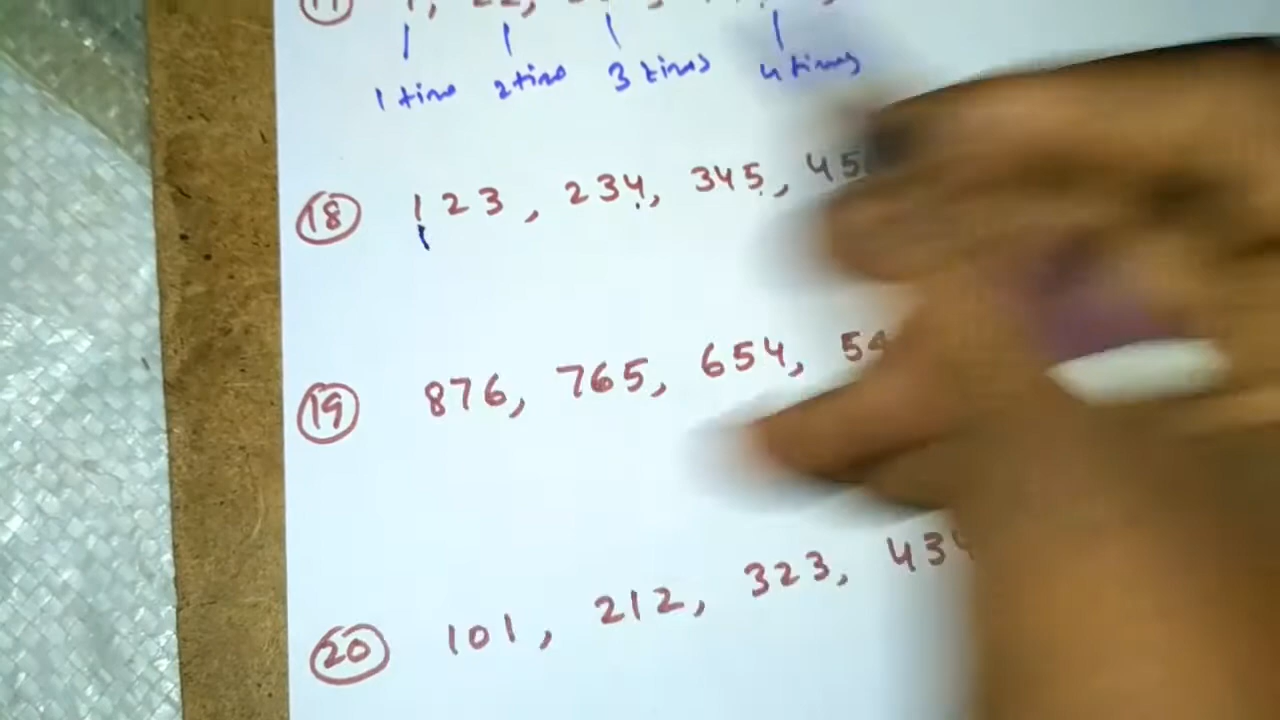 1 time 2 time 3 times 4 times
18 123, 234, 345, 45
19 876, 765, 654, 54
20 101, 212, 323, 434